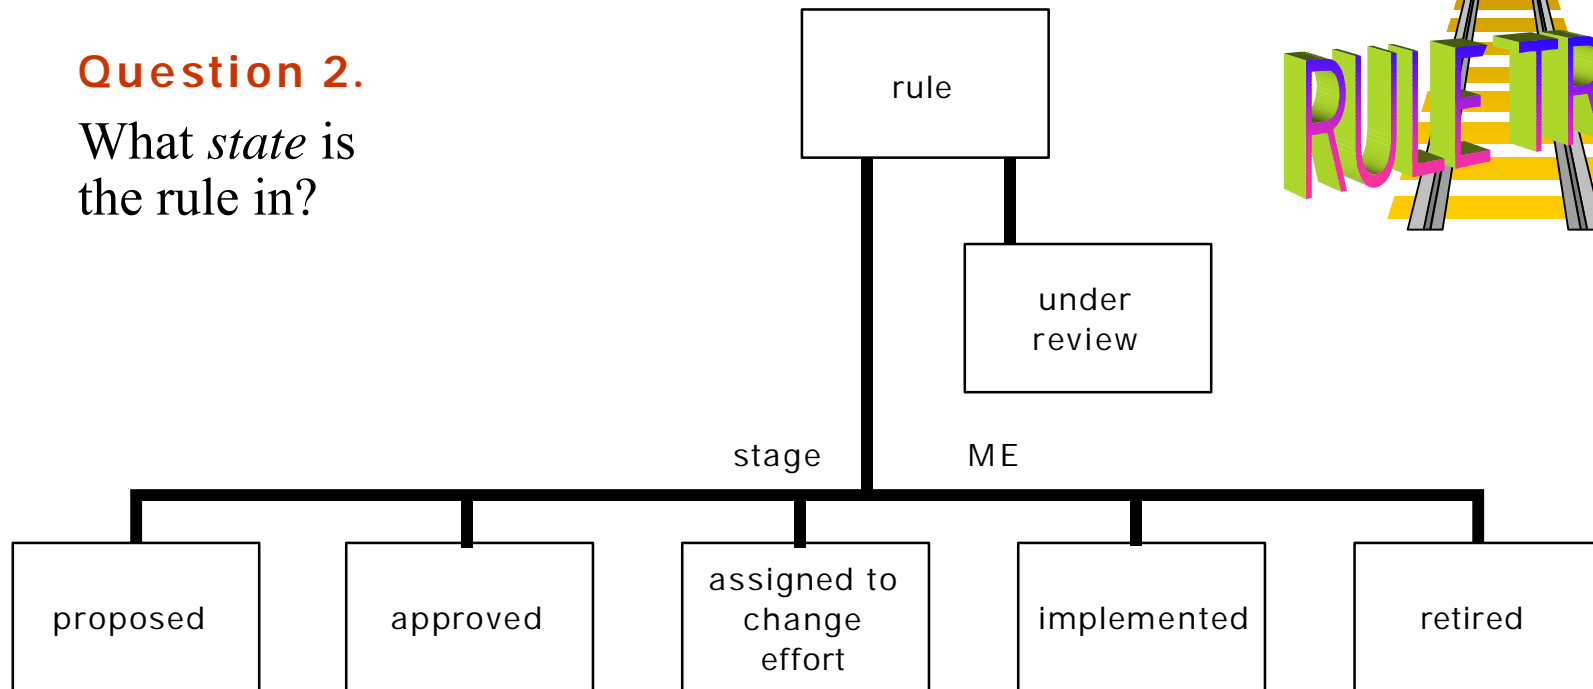 Question 2.
What state is
the rule in?
rule
RULE TR
under
review
stage
ME
proposed
approved
assigned to
change
effort
implemented
retired